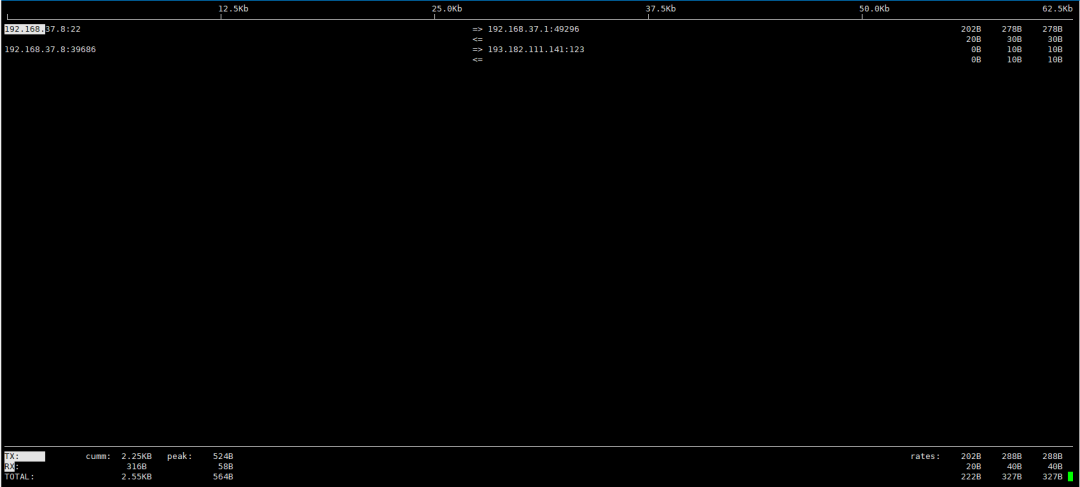 12.5Kb 25.0Kb 37.5Kb 50.0Kb 62.5Kb
192.168.37.8:22 => 192.168.37.1:49296 202B 278B 278B
<= 20B 30B 30B
192.168.37.8:39686 => 193.182.111.141:123 0B 10B 10B
<= 0B 10B 10B
TX: cumm: 2.25KB peak: 524B rates: 202B 288B 288B
RX: 316B 58B 20B 40B 40B
TOTAL: 2.55KB 564B 222B 327B 327B